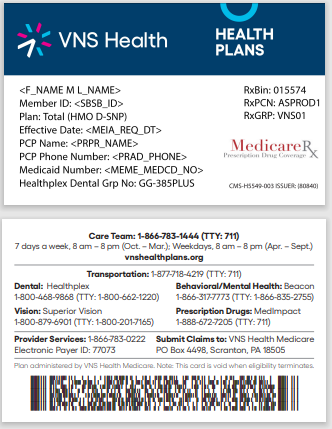 VNS Health
HEALTH
PLANS
<F_NAME M L_NAME>
Member ID: <SBSB_ID>
Plan: Total (HMO D-SNP)
Effective Date: <MEIA_REQ_DT>
PCP Name: <PRPR_NAME>
PCP Phone Number: <PRAD_PHONE>
Medicaid Number: <MEME_MEDCD_NO>
Healthplex Dental Grp No: GG-385PLUS
RxBin: 015574
RxPCN: ASPROD1
RxGRP: VNS01
MedicareRx
Prescription Drug Coverage
CMS-H5549-003 ISSUER: (80840)
Care Team: 1-866-783-1444 (TTY: 711)
7 days a week, 8 am – 8 pm (Oct. – Mar.); Weekdays, 8 am – 8 pm (Apr. – Sept.)
vnshealthplans.org
Transportation: 1-877-718-4219 (TTY: 711)
Dental: Healthplex
1-800-468-9868 (TTY: 1-800-662-1220)
Behavioral/Mental Health: Beacon
1-866-317-7773 (TTY: 1-866-835-2755)
Vision: Superior Vision
1-800-879-6901 (TTY: 1-800-201-7165)
Prescription Drugs: MedImpact
1-888-672-7205 (TTY: 711)
Provider Services: 1-866-783-0222
Electronic Payer ID: 77073
Submit Claims to: VNS Health Medicare
PO Box 4498, Scranton, PA 18505
Plan administered by VNS Health Medicare. Note: This card is void when eligibility terminates.